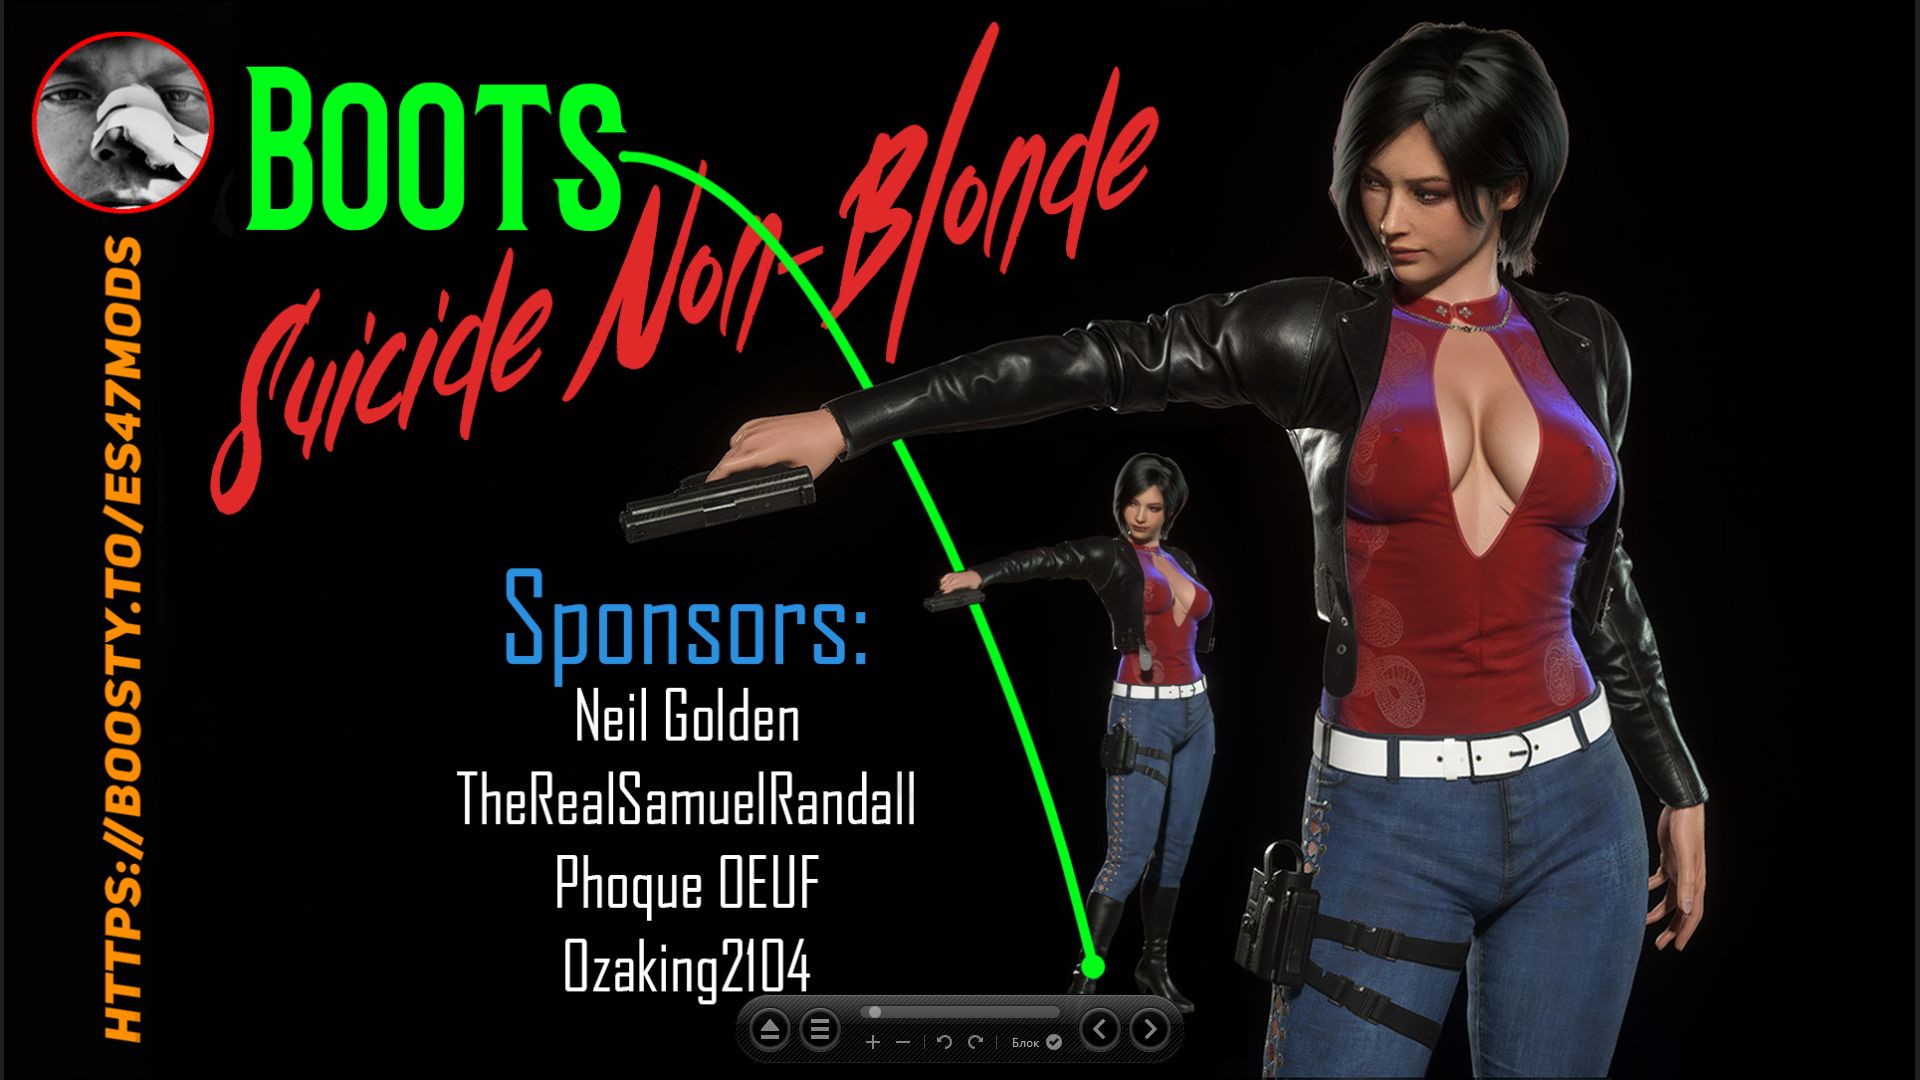 BOOTS
Suicide Non-Blonde
HTTPS://BOOSTY.TO/ES47MODS
Sponsors:
Neil Golden
TheRealSamuelRandall
Phoque OEUF
Ozaking2104
Блок